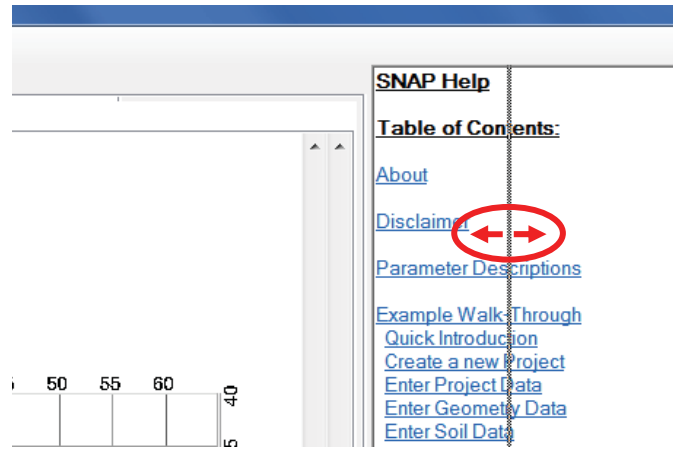 SNAP Help
Table of Contents:
About
Disclaimer
Parameter Descriptions
Example Walk-Through
Quick Introduction
Create a new Project
Enter Project Data
Enter Geometry Data
Enter Soil Data
50 55 60
40